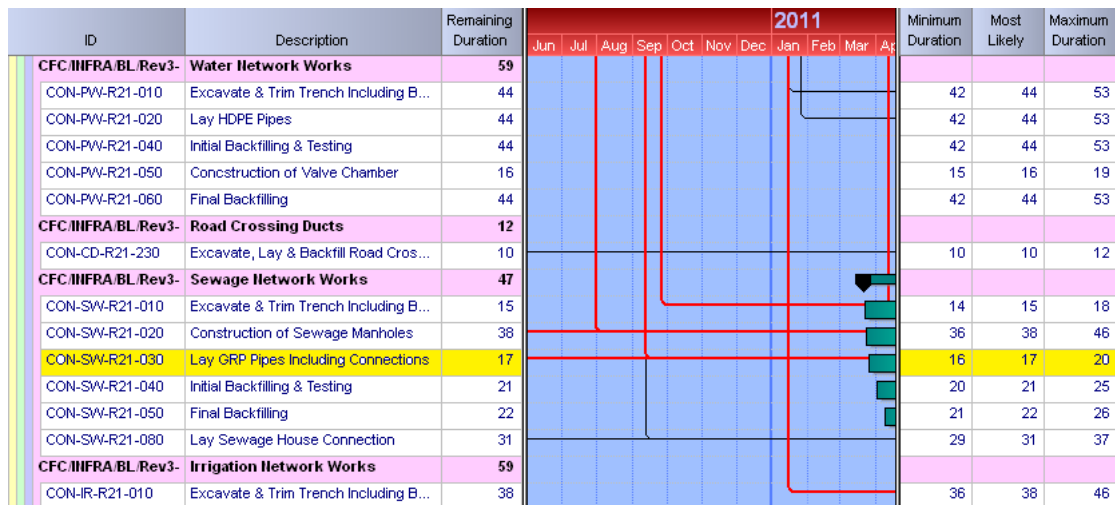 ID Description Remaining Duration 2011 Minimum Duration Most Likely Maximum Duration
Jun Jul Aug Sep Oct Nov Dec Jan Feb Mar Ap
CFC/INFRA/BL/Rev3- Water Network Works 59
CON-PW-R21-010 Excavate & Trim Trench Including B... 44 42 44 53
CON-PW-R21-020 Lay HDPE Pipes 44 42 44 53
CON-PW-R21-040 Initial Backfilling & Testing 44 42 44 53
CON-PW-R21-050 Concstruction of Valve Chamber 16 15 16 19
CON-PW-R21-060 Final Backfilling 44 42 44 53
CFC/INFRA/BL/Rev3- Road Crossing Ducts 12
CON-CD-R21-230 Excavate, Lay & Backfill Road Cros... 10 10 10 12
CFC/INFRA/BL/Rev3- Sewage Network Works 47
CON-SW-R21-010 Excavate & Trim Trench Including B... 15 14 15 18
CON-SW-R21-020 Construction of Sewage Manholes 38 36 38 46
CON-SW-R21-030 Lay GRP Pipes Including Connections 17 16 17 20
CON-SW-R21-040 Initial Backfilling & Testing 21 20 21 25
CON-SW-R21-050 Final Backfilling 22 21 22 26
CON-SW-R21-080 Lay Sewage House Connection 31 29 31 37
CFC/INFRA/BL/Rev3- Irrigation Network Works 59
CON-IR-R21-010 Excavate & Trim Trench Including B... 38 36 38 46